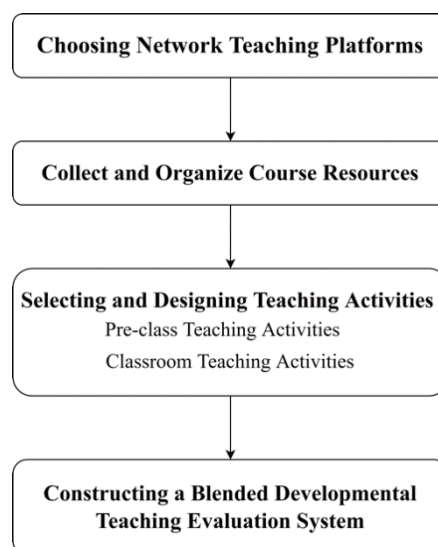 Choosing Network Teaching Platforms
Collect and Organize Course Resources
Selecting and Designing Teaching Activities
Pre-class Teaching Activities
Classroom Teaching Activities
Constructing a Blended Developmental
Teaching Evaluation System